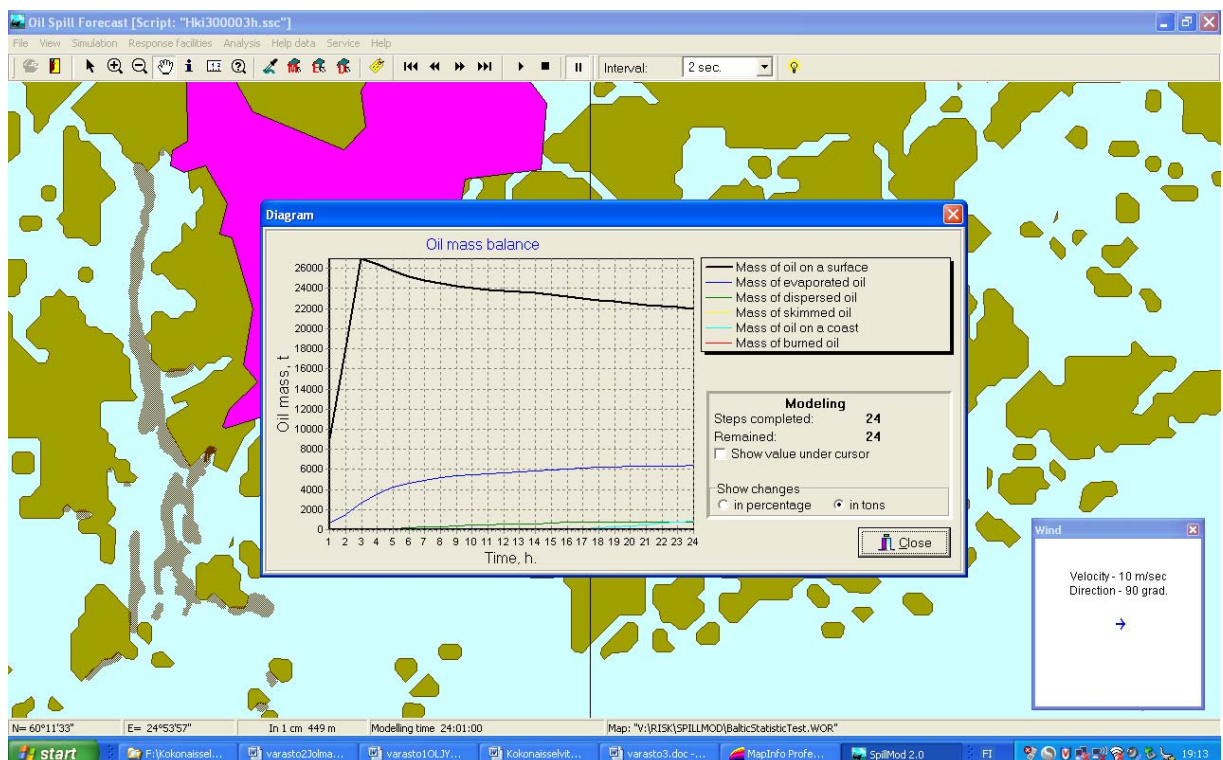 Oil Spill Forecast [Script: "Hki300003h.ssc"]
File View Simulation Response facilities Analysis Help data Service Help
Interval: 2 sec.
Diagram
Oil mass balance
26000
24000
22000
20000
18000
16000
14000
12000
10000
8000
6000
4000
2000
0
Oil mass, t
1 2 3 4 5 6 7 8 9 10 11 12 13 14 15 16 17 18 19 20 21 22 23 24
Time, h.
Mass of oil on a surface
Mass of evaporated oil
Mass of dispersed oil
Mass of skimmed oil
Mass of oil on a coast
Mass of burned oil
Modeling
Steps completed: 24
Remained: 24
Show value under cursor
Show changes
in percentage in tons
Close
Wind
Velocity - 10 m/sec
Direction - 90 grad.
N= 60°11'33" E= 24°53'57" In 1 cm 449 m Modelling time 24:01:00 Map: "V:\RISK\SPILLMOD\BalticStatisticTest.WOR"
start F:\Kokonaissel... varasto2Jolma... varasto1OLJY... Kokonaisselvit... varasto3.doc -... MapInfo Profe... SpillMod 2.0 FI 19:13